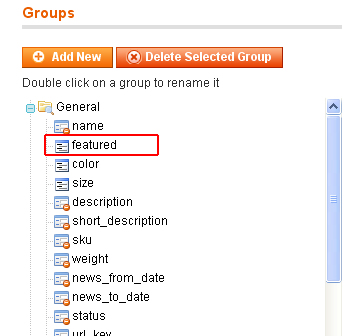 Groups
Add New
Delete Selected Group
Double click on a group to rename it
General
name
featured
color
size
description
short_description
sku
weight
news_from_date
news_to_date
status
url_key